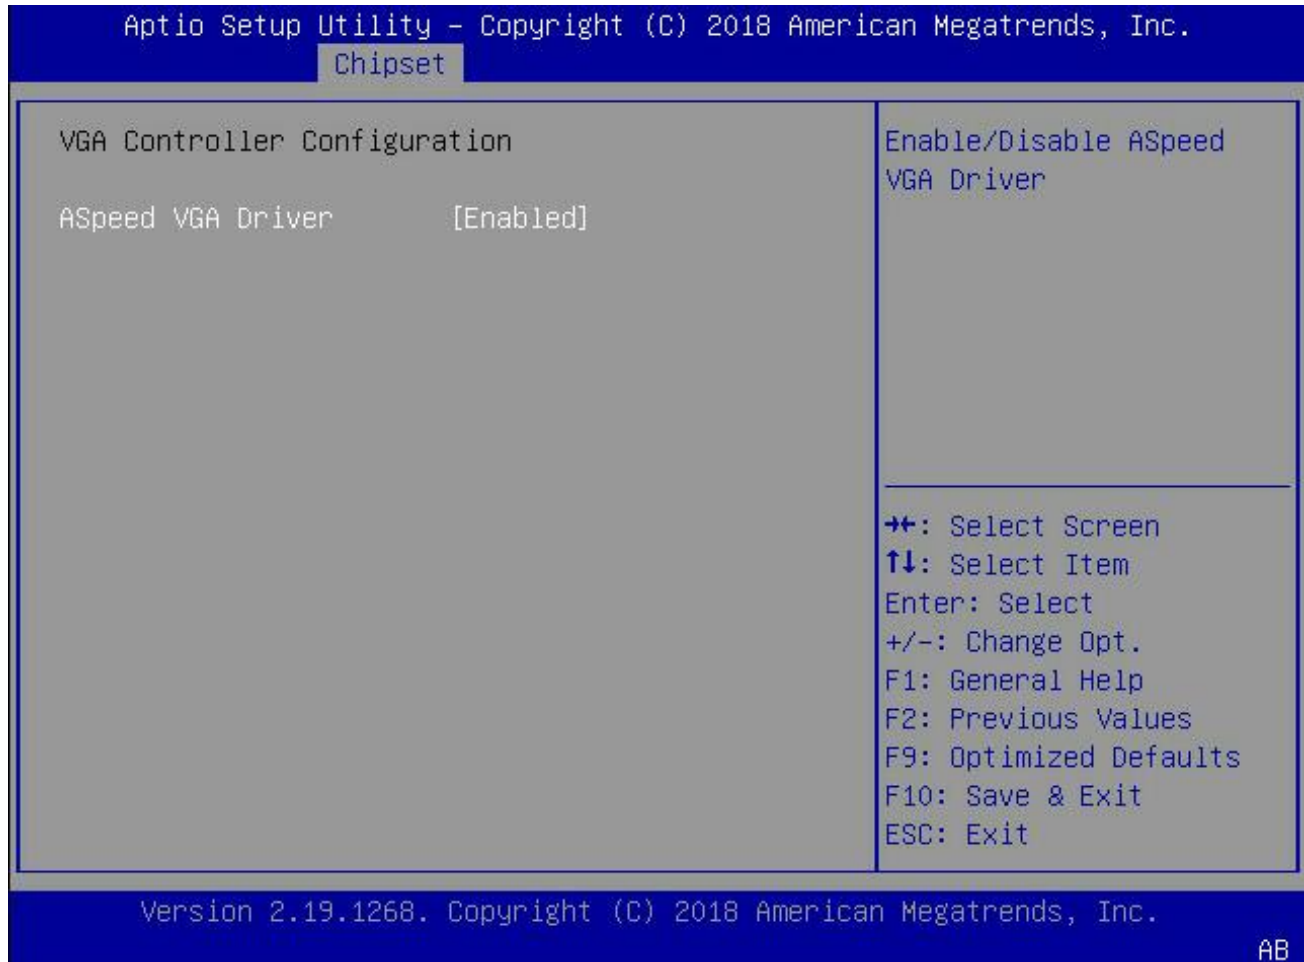 Aptio Setup Utility – Copyright (C) 2018 American Megatrends, Inc.
Chipset
VGA Controller Configuration
ASpeed VGA Driver [Enabled]
Enable/Disable ASpeed
VGA Driver
→←: Select Screen
↑↓: Select Item
Enter: Select
+/-: Change Opt.
F1: General Help
F2: Previous Values
F9: Optimized Defaults
F10: Save & Exit
ESC: Exit
Version 2.19.1268. Copyright (C) 2018 American Megatrends, Inc.
AB